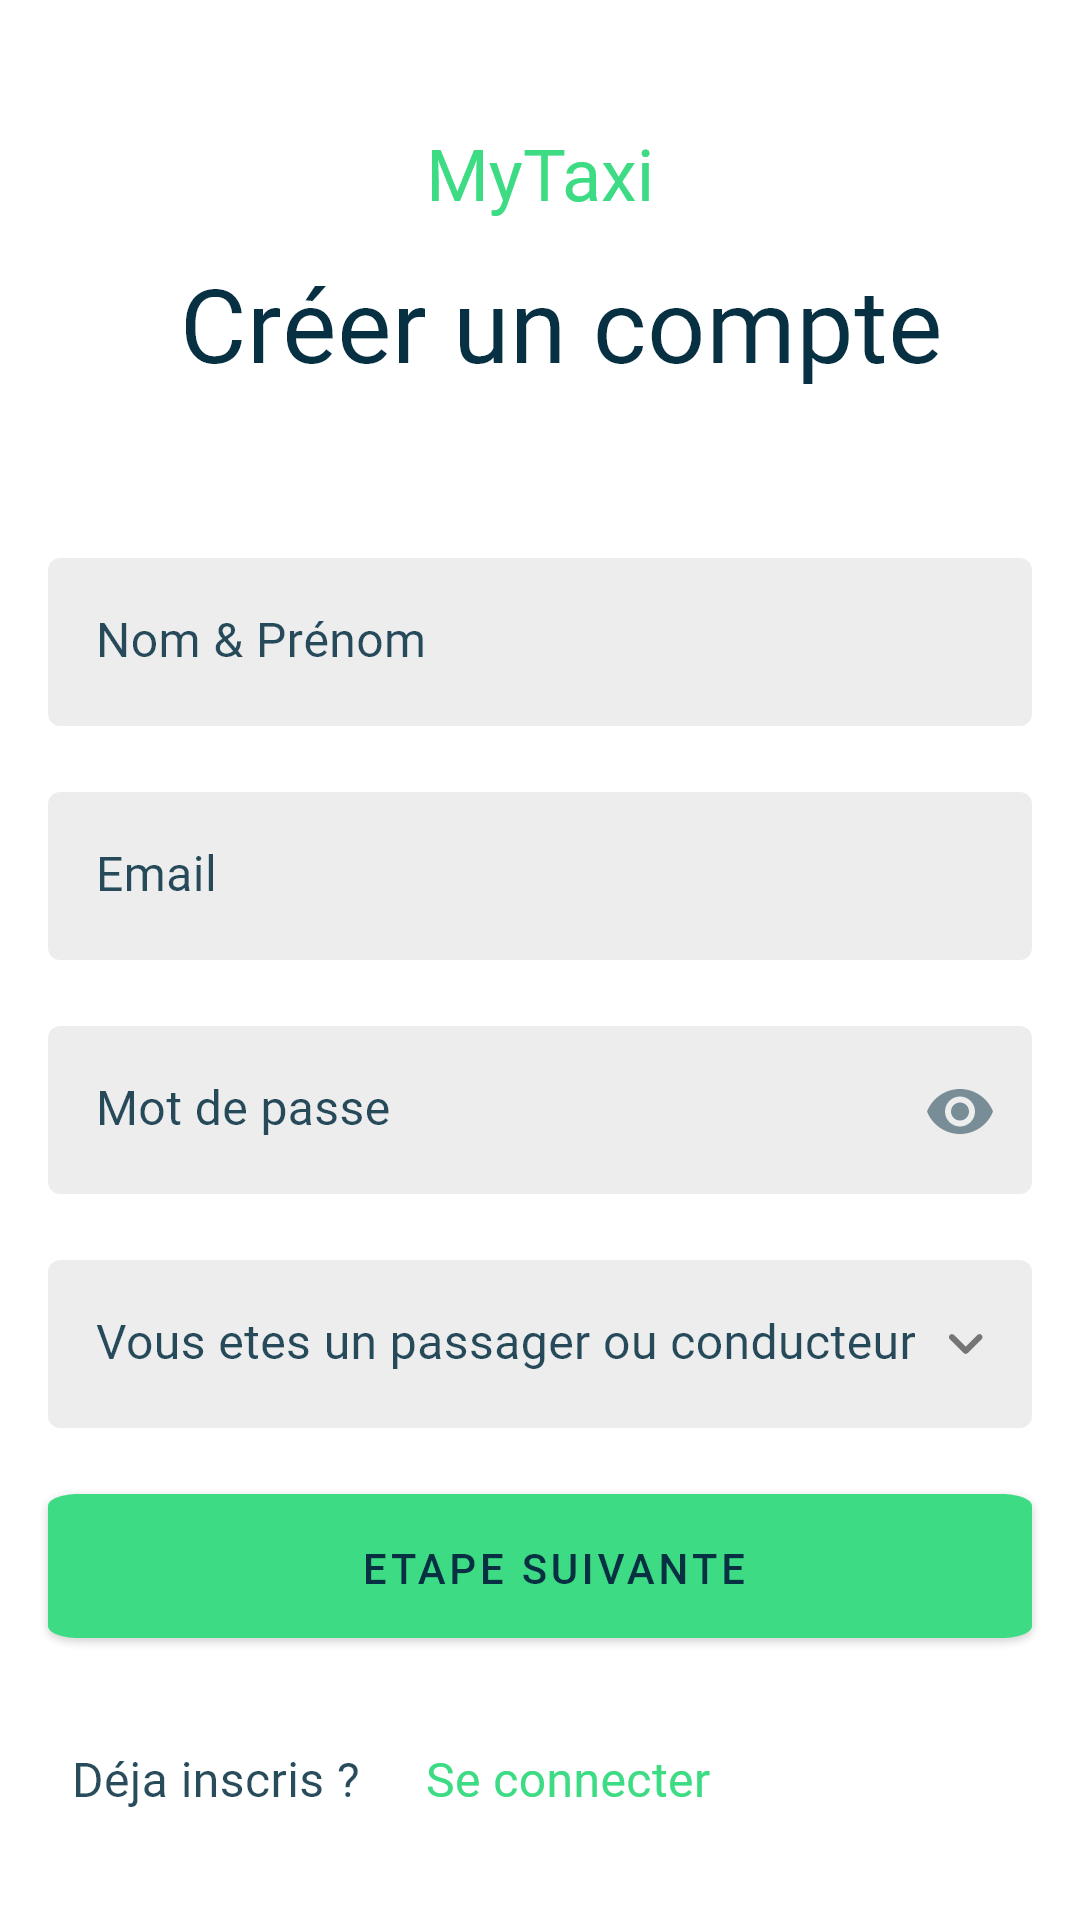 MyTaxi
Créer un compte
Nom & Prénom
Email
Mot de passe
Vous etes un passager ou conducteur
ETAPE SUIVANTE
Déja inscris ? Se connecter